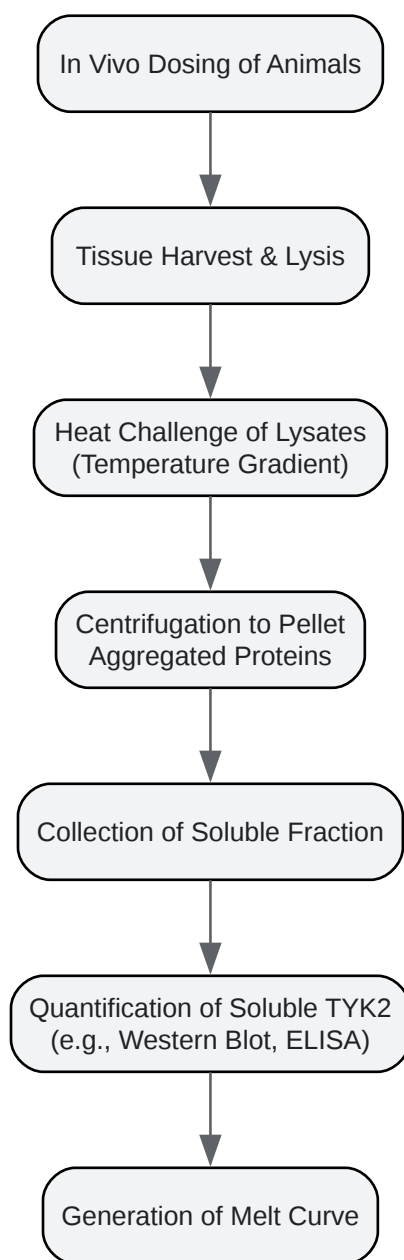 In Vivo Dosing of Animals
Tissue Harvest & Lysis
Heat Challenge of Lysates
(Temperature Gradient)
Centrifugation to Pellet
Aggregated Proteins
Collection of Soluble Fraction
Quantification of Soluble TYK2
(e.g., Western Blot, ELISA)
Generation of Melt Curve